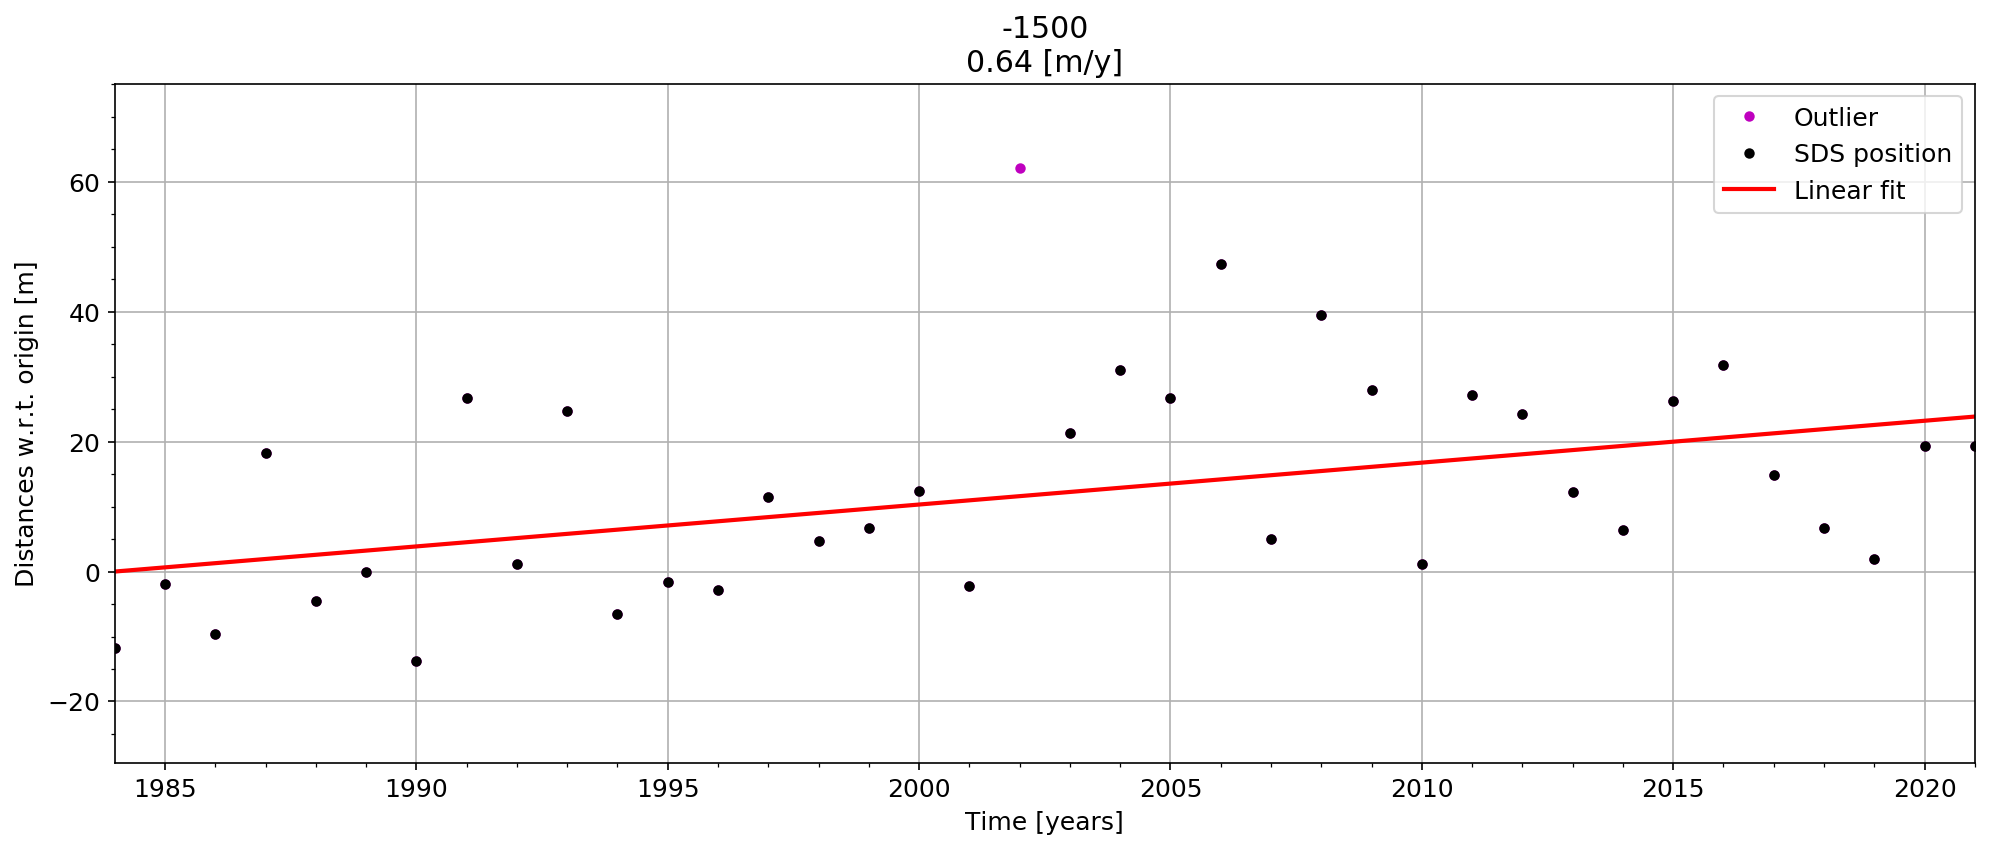 -1500
0.64 [m/y]
Outlier
SDS position
Linear fit
Distances w.r.t. origin [m]
60
40
20
0
−20
1985 1990 1995 2000 2005 2010 2015 2020
Time [years]